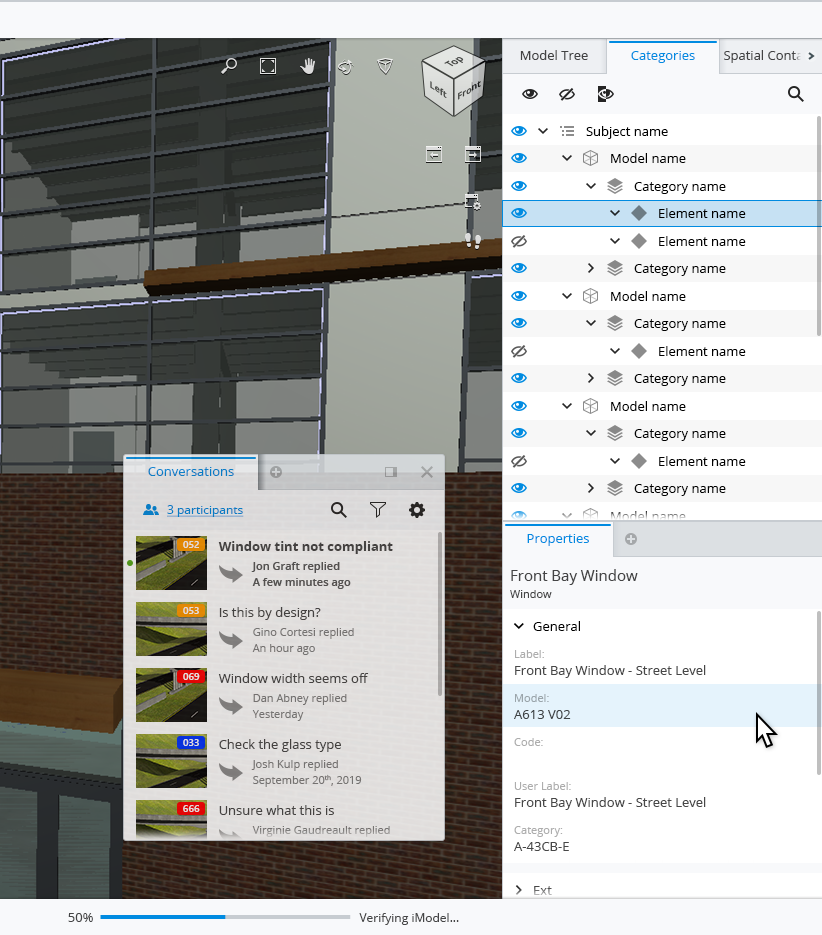 Model Tree
Categories
Spatial Conta
Top
Left
Front
Subject name
Model name
Category name
Element name
Element name
Category name
Model name
Category name
Element name
Category name
Model name
Category name
Element name
Category name
Model name
Conversations
3 participants
052
Window tint not compliant
Jon Graft replied
A few minutes ago
053
Is this by design?
Gino Cortesi replied
An hour ago
069
Window width seems off
Dan Abney replied
Yesterday
033
Check the glass type
Josh Kulp replied
September 20th, 2019
666
Unsure what this is
Virginie Gaudreault replied
Properties
Front Bay Window
Window
General
Label:
Front Bay Window - Street Level
Model:
A613 V02
Code:
User Label:
Front Bay Window - Street Level
Category:
A-43CB-E
Ext
50%
Verifying iModel...